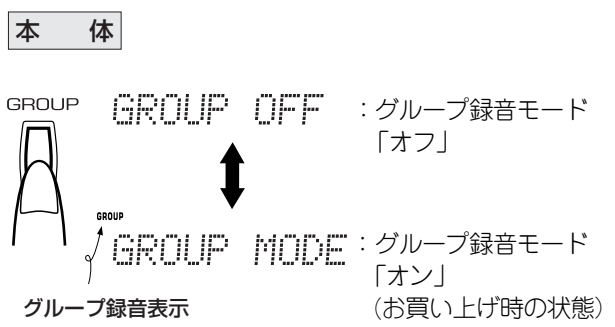 本　体
GROUP
GROUP OFF
：グループ録音モード
「オフ」
GROUP
GROUP MODE
：グループ録音モード
「オン」
（お買い上げ時の状態）
グループ録音表示